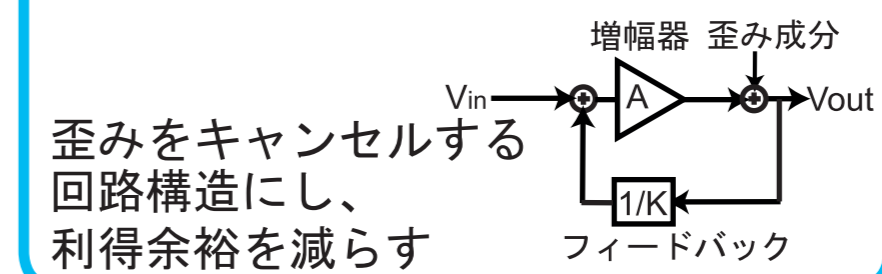 増幅器 歪み成分
Vin
A
Vout
歪みをキャンセルする
回路構造にし、
1/K
利得余裕を減らす
フィードバック